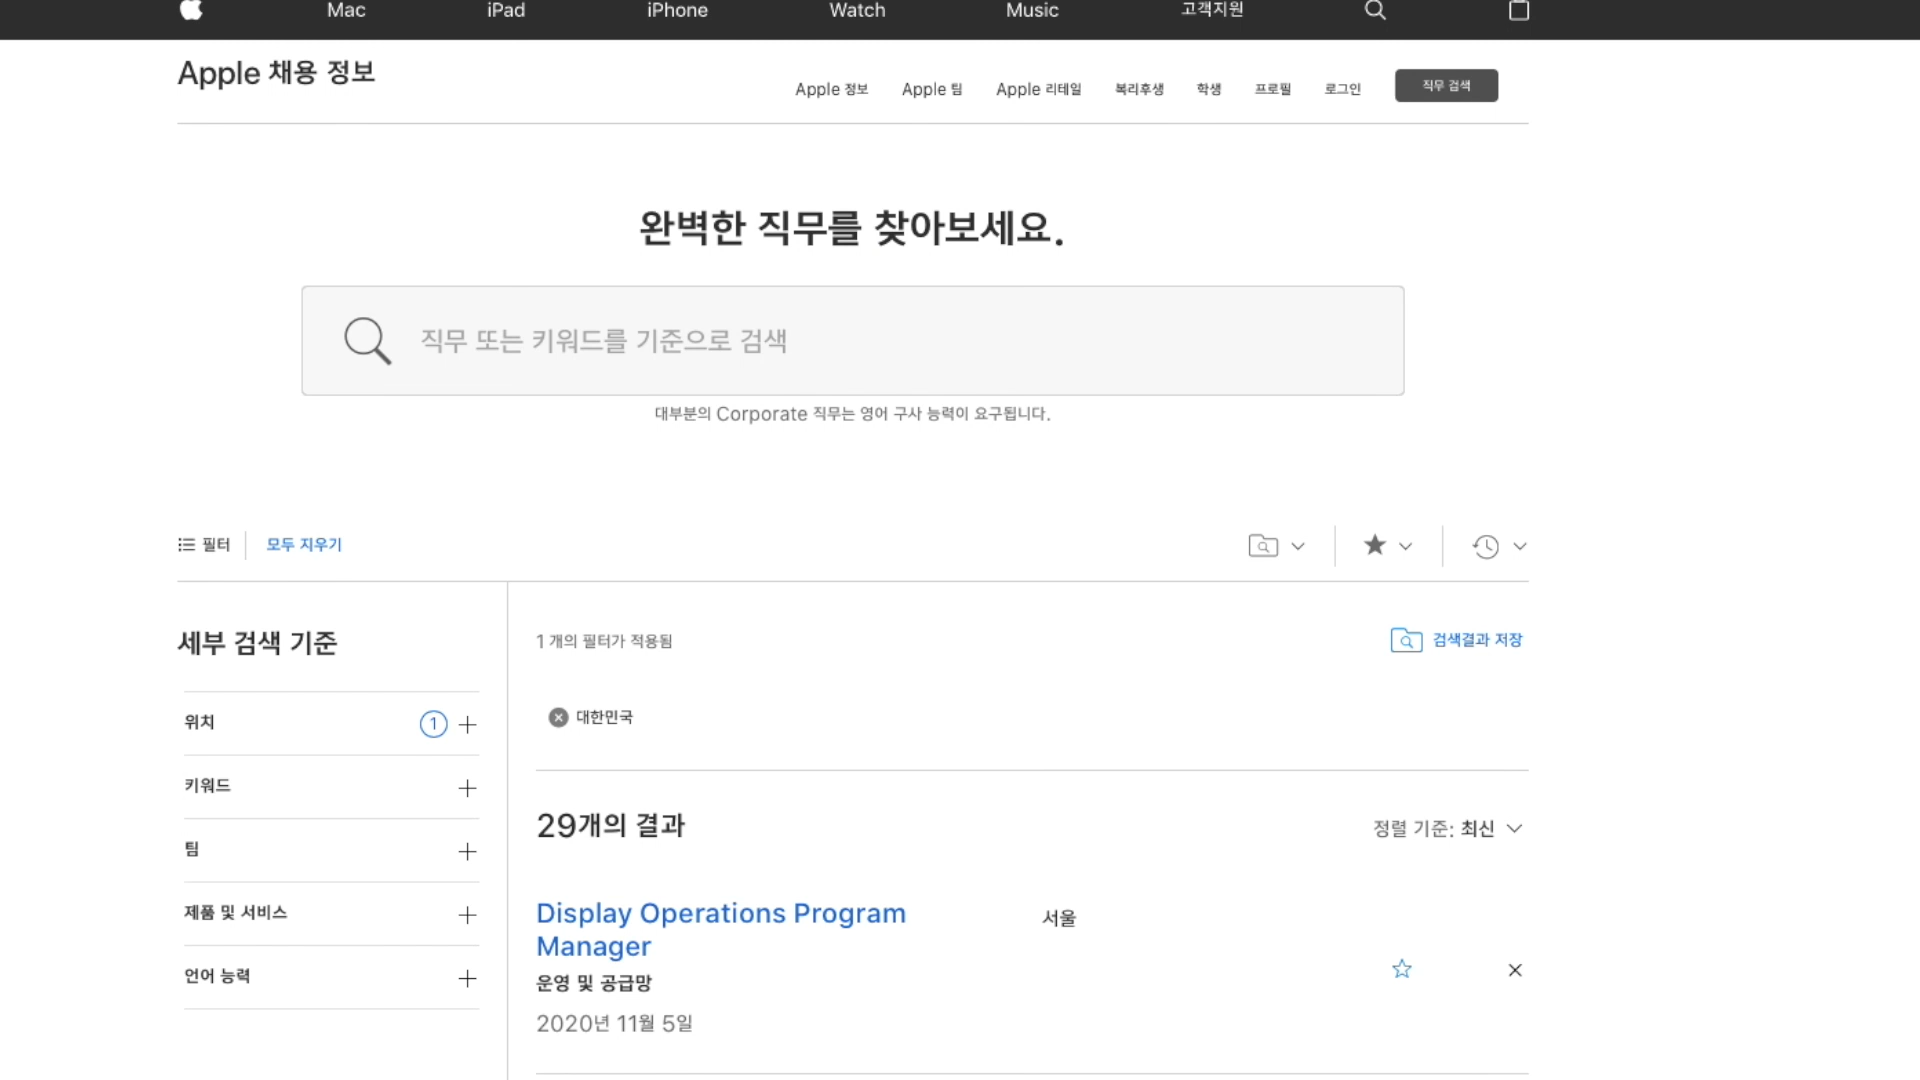 Mac iPad iPhone Watch Music 고객지원
Apple 채용 정보
Apple 정보 Apple 팀 Apple 리테일 복리후생 학생 프로필 로그인 직무 검색
완벽한 직무를 찾아보세요.
직무 또는 키워드를 기준으로 검색
대부분의 Corporate 직무는 영어 구사 능력이 요구됩니다.
필터 모두 지우기
세부 검색 기준
위치 1
키워드
팀
제품 및 서비스
언어 능력
1 개의 필터가 적용됨
검색결과 저장
대한민국
29개의 결과
정렬 기준: 최신
Display Operations Program
Manager
서울
운영 및 공급망
2020년 11월 5일